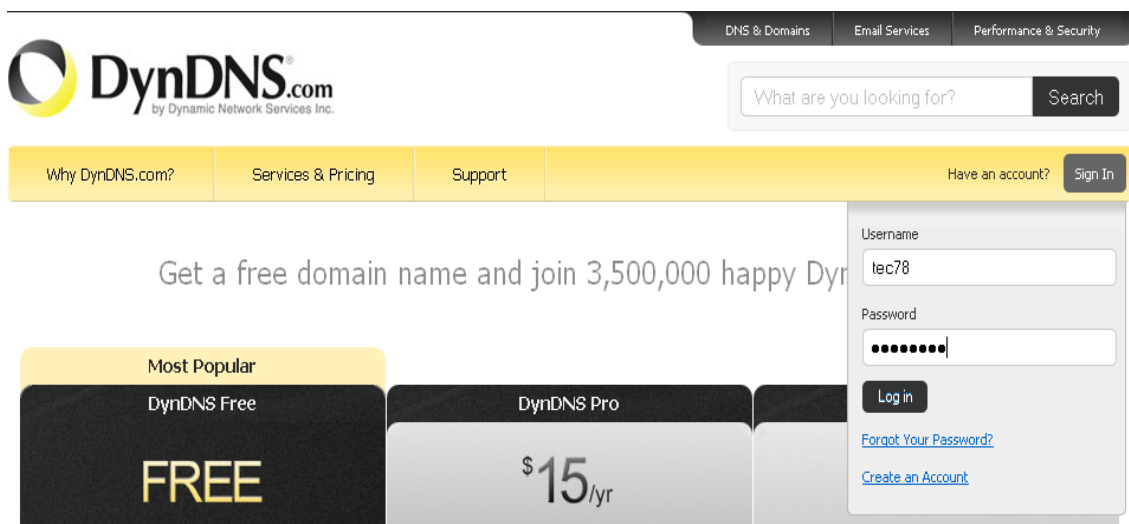 DNS & Domains Email Services Performance & Security
DynDNS.com
by Dynamic Network Services Inc.
What are you looking for? Search
Why DynDNS.com? Services & Pricing Support Have an account? Sign In
Username
tec78
Get a free domain name and join 3,500,000 happy Dyn
Password
••••••••
Most Popular
DynDNS Free DynDNS Pro
Log in
Forgot Your Password?
FREE $15/yr
Create an Account